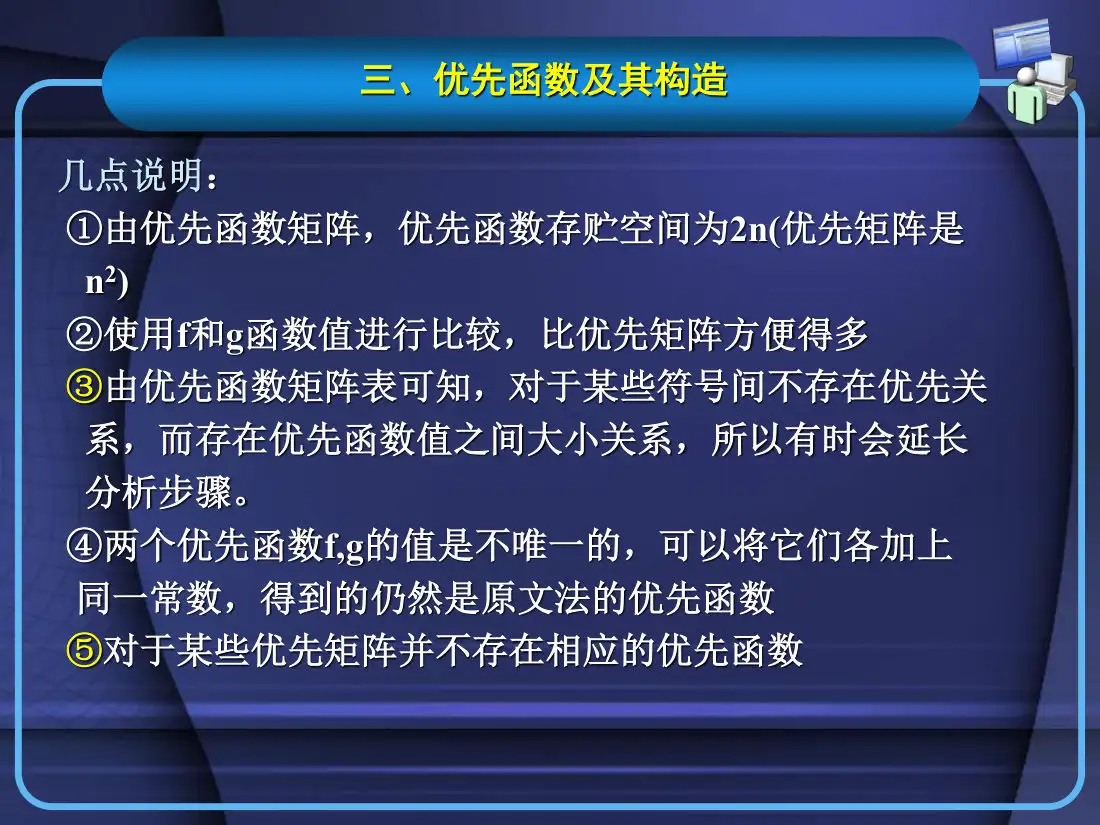 三、优先函数及其构造
几点说明：
①由优先函数矩阵，优先函数存贮空间为2n(优先矩阵是
n²)
②使用f和g函数值进行比较，比优先矩阵方便得多
③由优先函数矩阵表可知，对于某些符号间不存在优先关
系，而存在优先函数值之间大小关系，所以有时会延长
分析步骤。
④两个优先函数f,g的值是不唯一的，可以将它们各加上
同一常数，得到的仍然是原文法的优先函数
⑤对于某些优先矩阵并不存在相应的优先函数